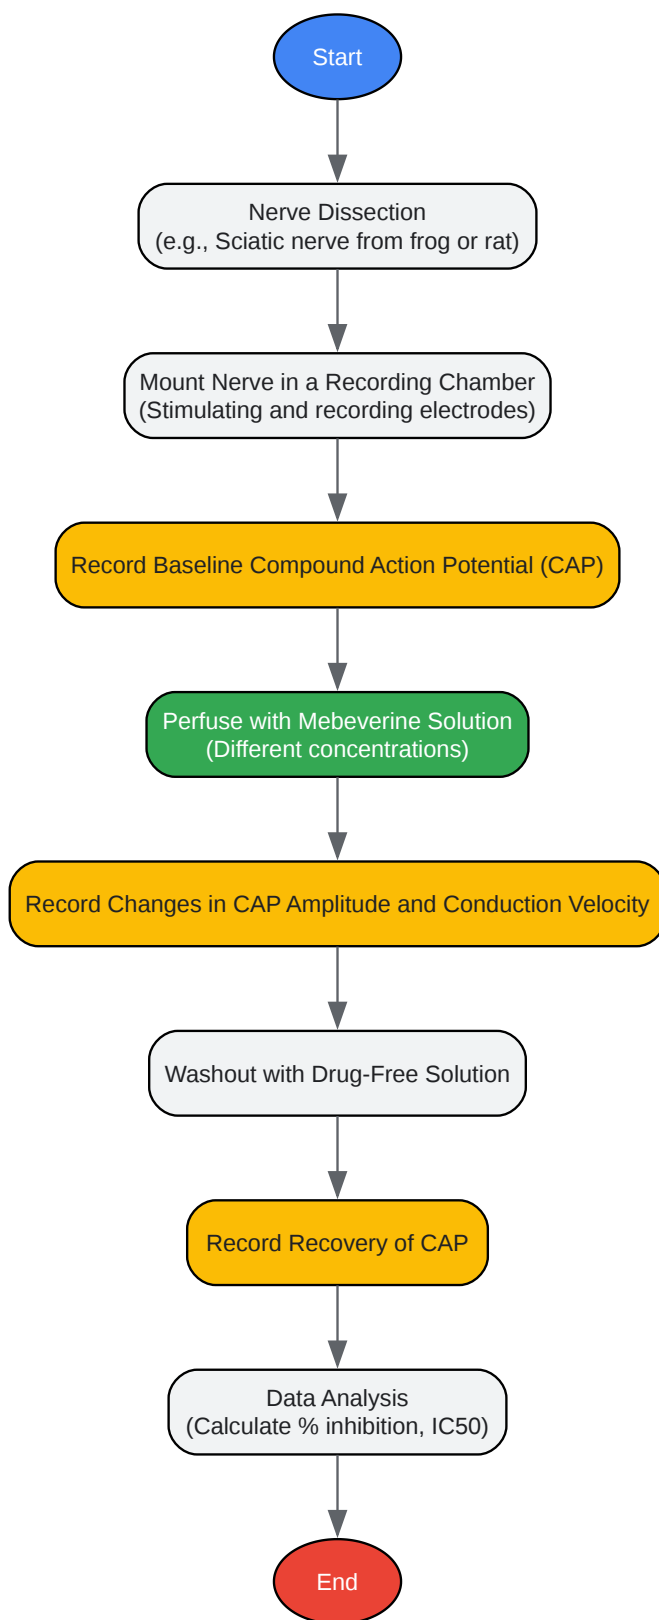 Start
Nerve Dissection
(e.g., Sciatic nerve from frog or rat)
Mount Nerve in a Recording Chamber
(Stimulating and recording electrodes)
Record Baseline Compound Action Potential (CAP)
Perfuse with Mebeverine Solution
(Different concentrations)
Record Changes in CAP Amplitude and Conduction Velocity
Washout with Drug-Free Solution
Record Recovery of CAP
Data Analysis
(Calculate % inhibition, IC50)
End